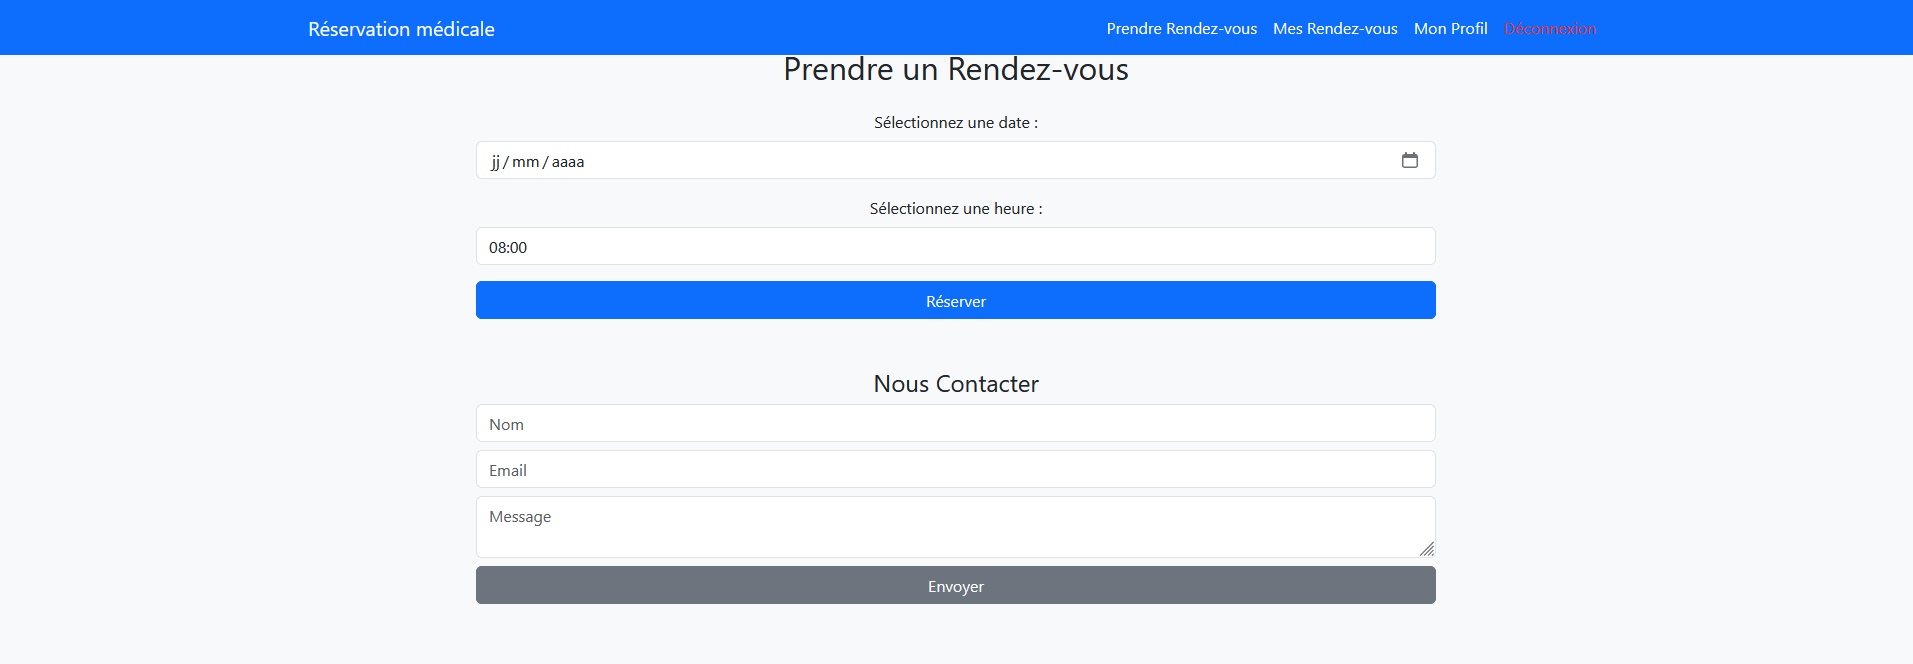 Réservation médicale
Prendre Rendez-vous Mes Rendez-vous Mon Profil Déconnexion
Prendre un Rendez-vous
Sélectionnez une date :
jj/mm/aaaa
Sélectionnez une heure :
08:00
Réserver
Nous Contacter
Nom
Email
Message
Envoyer